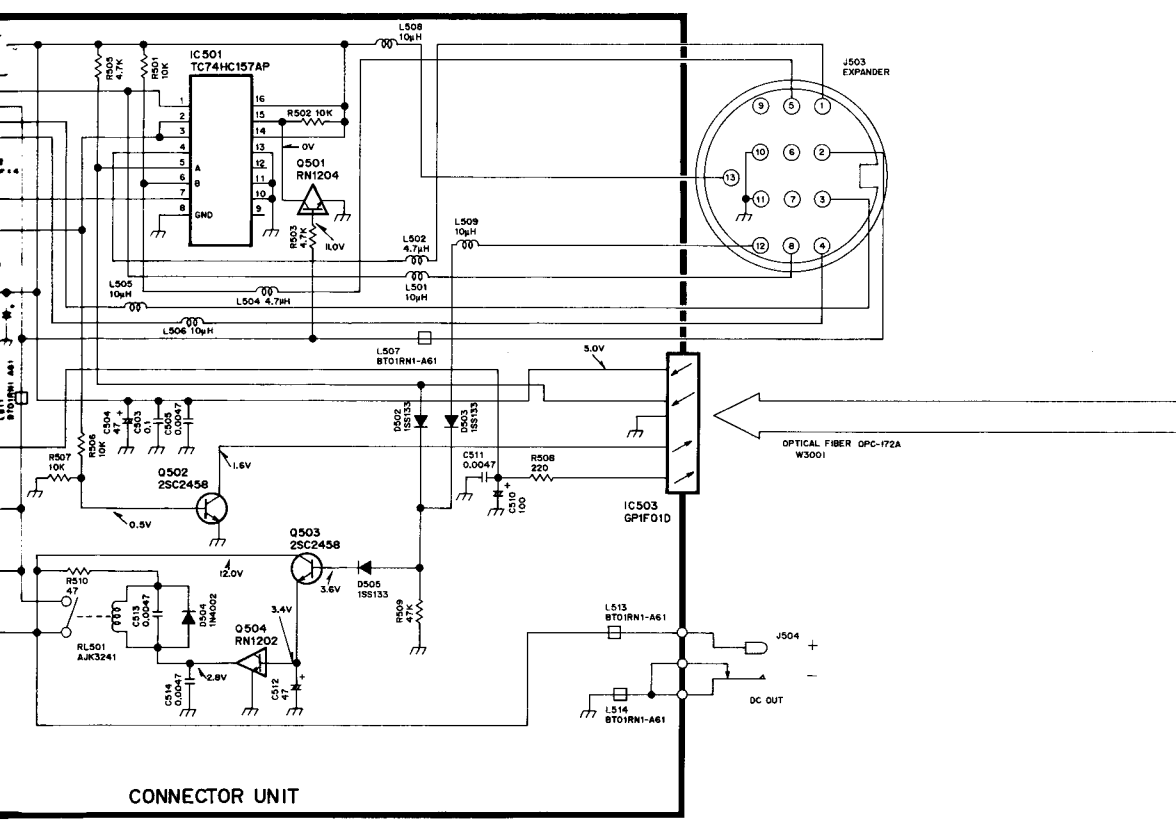 L508
10μH
R505
4.7K
R501
10K
IC501
TC74HC157AP
J503
EXPANDER
1
2
3
4
5
6
7
8
A
B
GND
16
15
14
13
12
11
10
9
R502 10K
0V
Q501
RN1204
R503
4.7K
11.0V
9
5
1
10
6
2
13
11
7
3
12
8
4
L509
10μH
L502
4.7μH
L501
10μH
L505
10μH
L504 4.7μH
L506 10μH
L507
BT01RN1-A61
5.0V
BT01RN1 A61
C504
47
+
C503
0.1
C505
0.0047
D502
1SS133
D503
1SS133
R506
10K
R507
10K
1.6V
Q502
2SC2458
0.5V
C511
0.0047
R508
220
+
C510
100
OPTICAL FIBER OPC-172A
W3001
IC503
GP1F01D
Q503
2SC2458
12.0V
3.6V
D505
1SS133
R509
47K
R510
47
C513
0.0047
D504
1N4002
3.4V
Q504
RN1202
RL501
AJK3241
2.8V
C514
0.0047
C512
47
+
L513
BT01RN1-A61
J504
+
−
DC OUT
L514
BT01RN1-A61
CONNECTOR UNIT